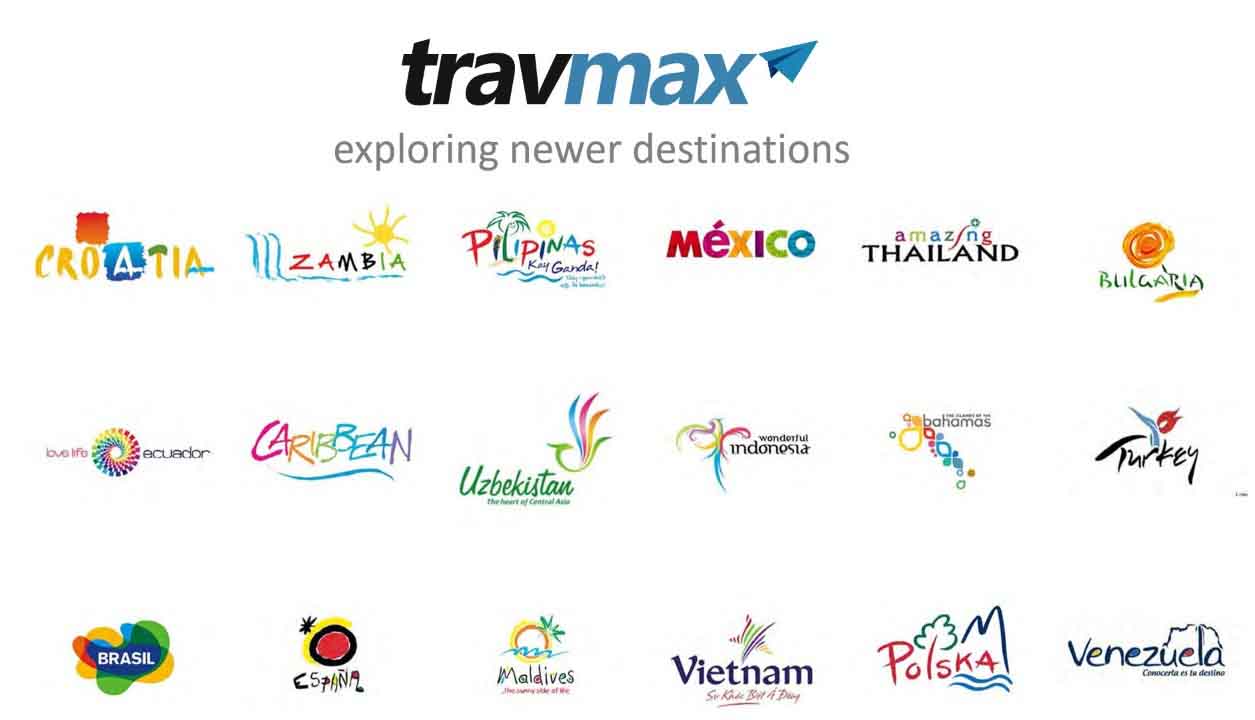 travmax
exploring newer destinations
CROATIA
ZAMBIA
PILIPINAS
Kay Ganda!
MéXICO
amazing
THAILAND
BULGARIA
love life ecuador
CARIBBEAN
Uzbekistan
the heart of Central Asia
wonderful
indonesia
THE ISLANDS OF THE
bahamas
Turkey
BRASIL
ESPAÑA
Maldives
...the sunny side of life
Vietnam
Sự Khác Biệt Á Đông
POLSKA
Venezuela
Conocerla es tu destino